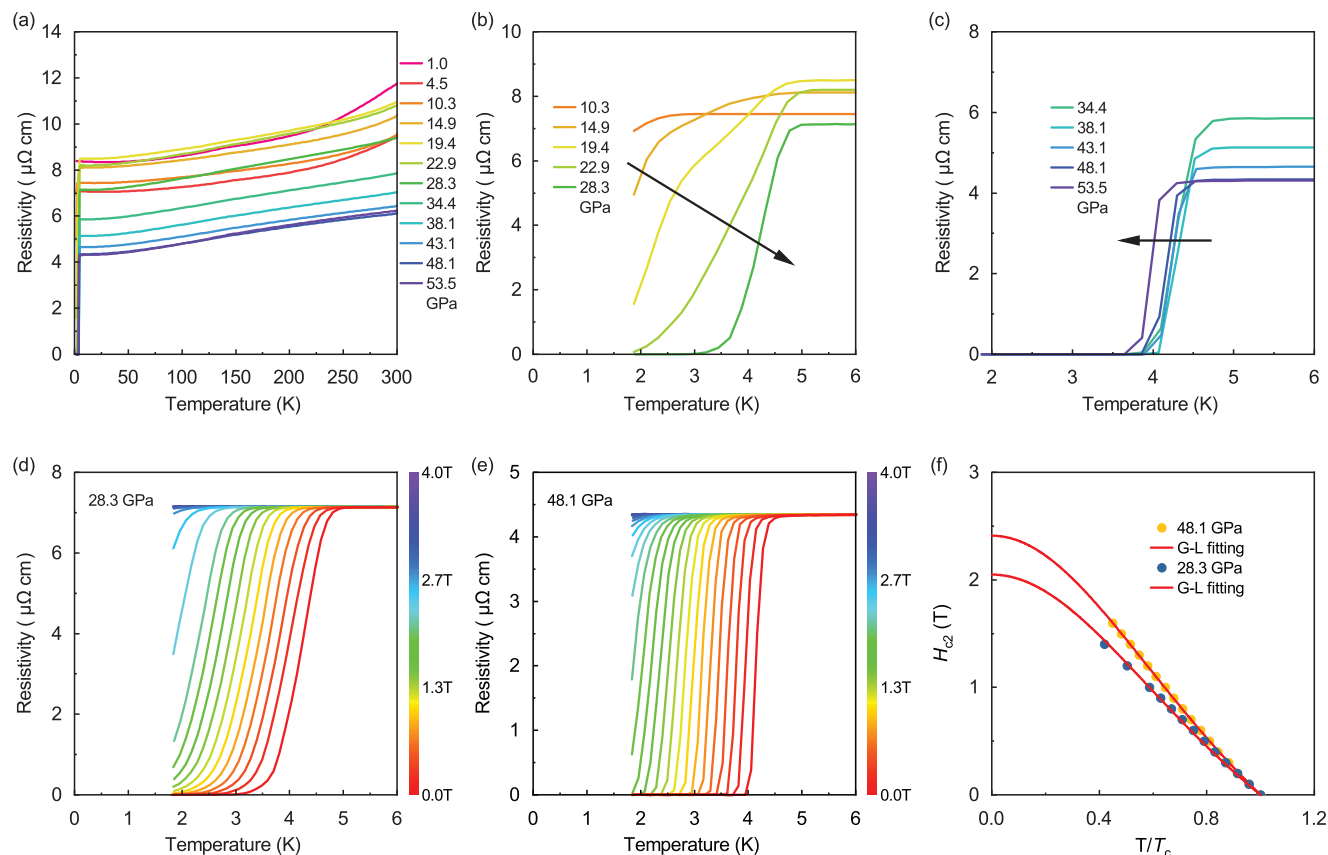 (a)
14
12
10
8
6
4
2
0
Resistivity ( μΩ cm)
0
50
100
150
200
250
300
Temperature (K)
1.0
4.5
10.3
14.9
19.4
22.9
28.3
34.4
38.1
43.1
48.1
53.5
GPa
(b)
10
8
6
4
2
0
Resistivity ( μΩ cm)
10.3
14.9
19.4
22.9
28.3
GPa
0
1
2
3
4
5
6
Temperature (K)
(c)
8
6
4
2
0
Resistivity ( μΩ cm)
34.4
38.1
43.1
48.1
53.5
GPa
2
3
4
5
6
Temperature (K)
(d)
8
6
4
2
0
Resistivity ( μΩ cm)
28.3 GPa
0
1
2
3
4
5
6
Temperature (K)
4.0T
2.7T
1.3T
0.0T
(e)
5
4
3
2
1
0
Resistivity ( μΩ cm)
48.1 GPa
0
1
2
3
4
5
6
Temperature (K)
4.0T
2.7T
1.3T
0.0T
(f)
3
2
1
0
Hc2 (T)
48.1 GPa
G-L fitting
28.3 GPa
G-L fitting
0.0
0.4
0.8
1.2
T/Tc